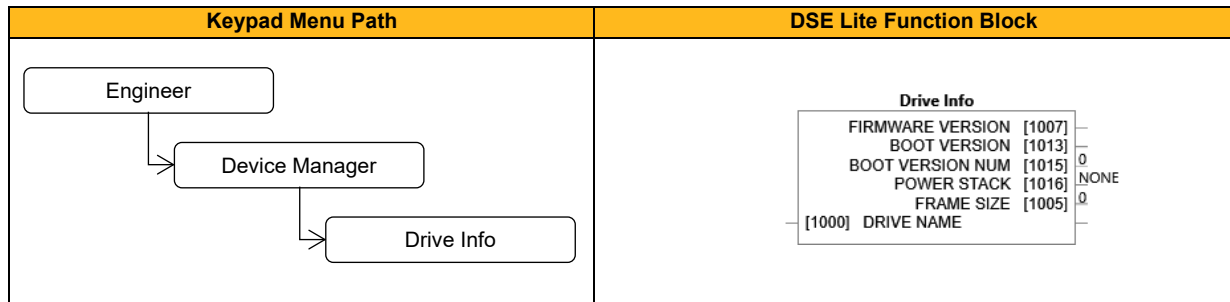 Keypad Menu Path
DSE Lite Function Block
Engineer
Device Manager
Drive Info
Drive Info
FIRMWARE VERSION [1007]
BOOT VERSION [1013]
BOOT VERSION NUM [1015] 0
POWER STACK [1016] NONE
FRAME SIZE [1005] 0
[1000] DRIVE NAME